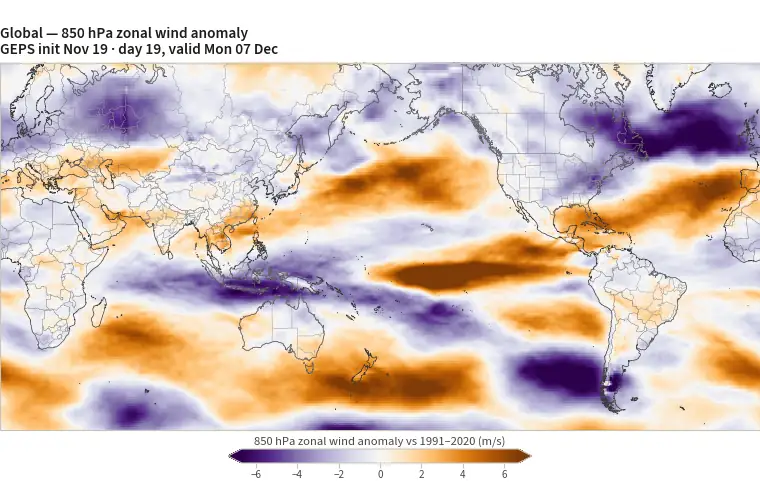 Global — 850 hPa zonal wind anomaly
GEPS init Nov 19 · day 19, valid Mon 07 Dec
850 hPa zonal wind anomaly vs 1991–2020 (m/s)
−6 −4 −2 0 2 4 6